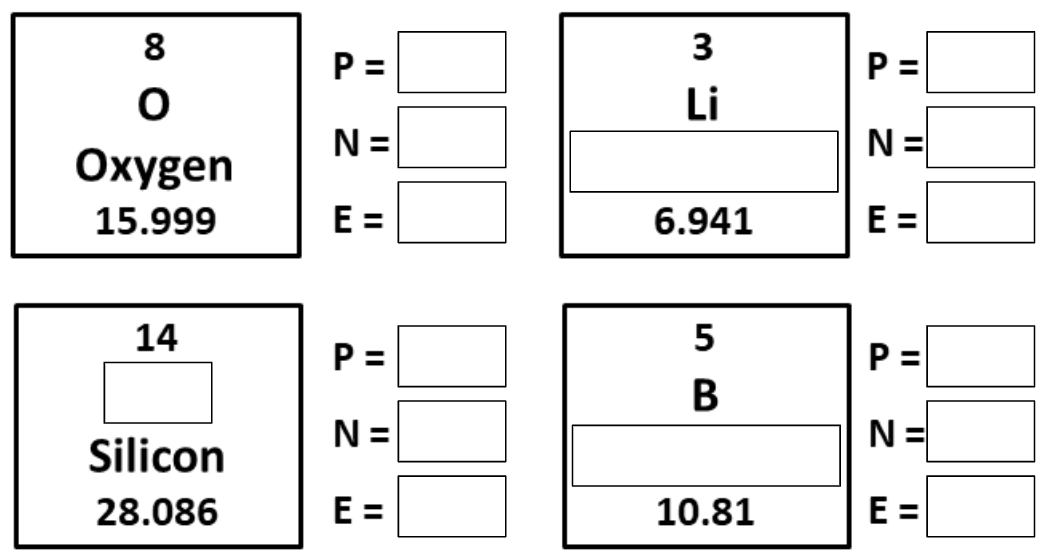 8
O
Oxygen
15.999
P =
N =
E =
3
Li
6.941
P =
N =
E =
14
Silicon
28.086
P =
N =
E =
5
B
10.81
P =
N =
E =